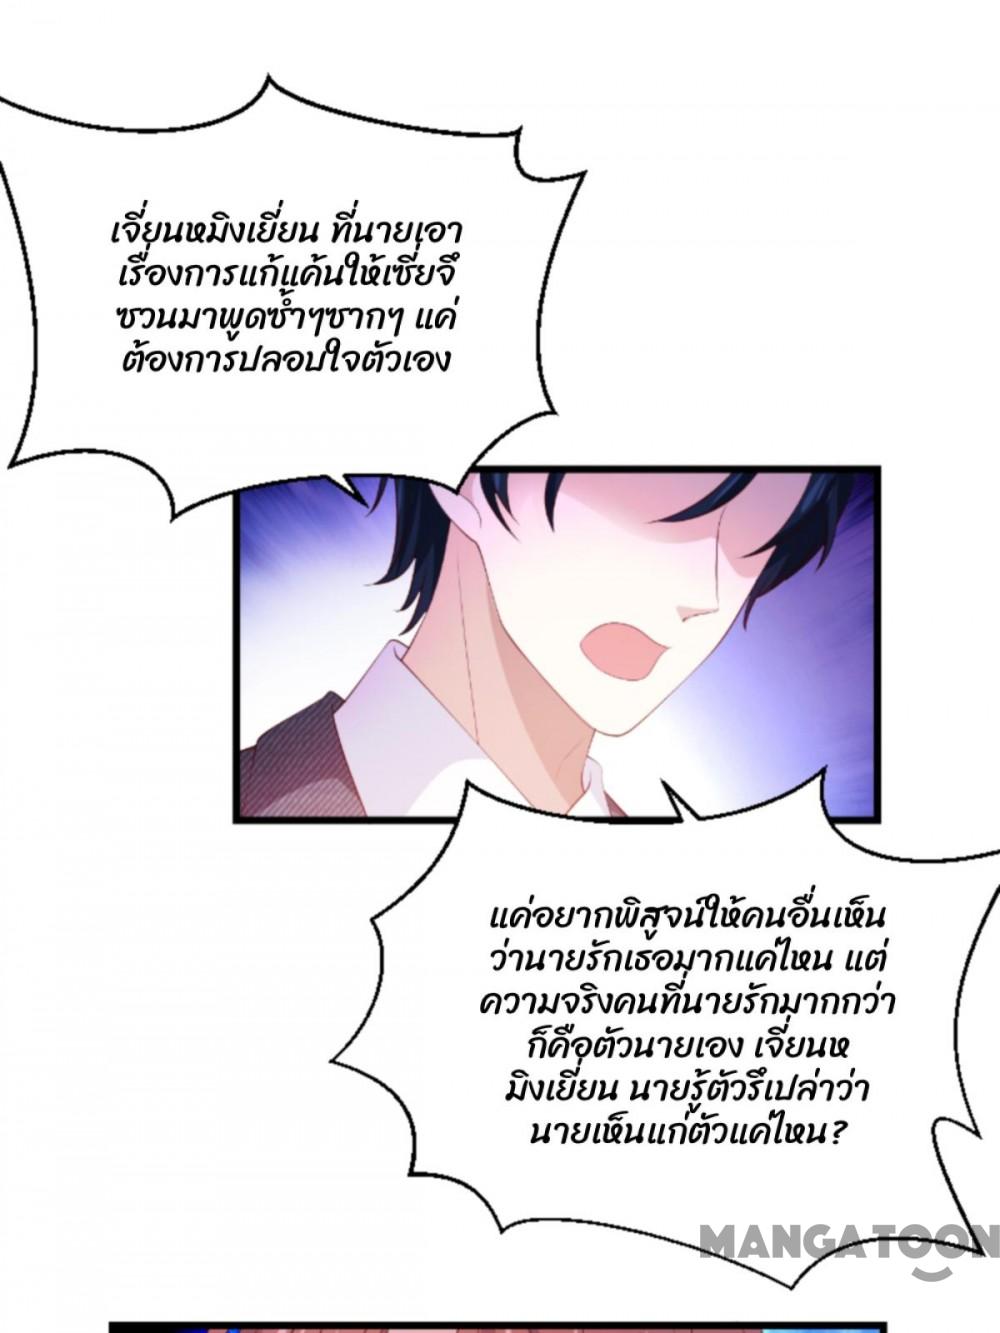 เจี่ยนหมิงเยี่ยน ที่นายเอา
เรื่องการแก้แค้นให้เซี่ยจื
ซวนมาพูดซ้ำๆซากๆ แค่
ต้องการปลอบใจตัวเอง
แค่อยากพิสูจน์ให้คนอื่นเห็น
ว่านายรักเธอมากแค่ไหน แต่
ความจริงคนที่นายรักมากกว่า
ก็คือตัวนายเอง เจี่ยนห
มิงเยี่ยน นายรู้ตัวรึเปล่าว่า
นายเห็นแก่ตัวแค่ไหน?
MANGATOON